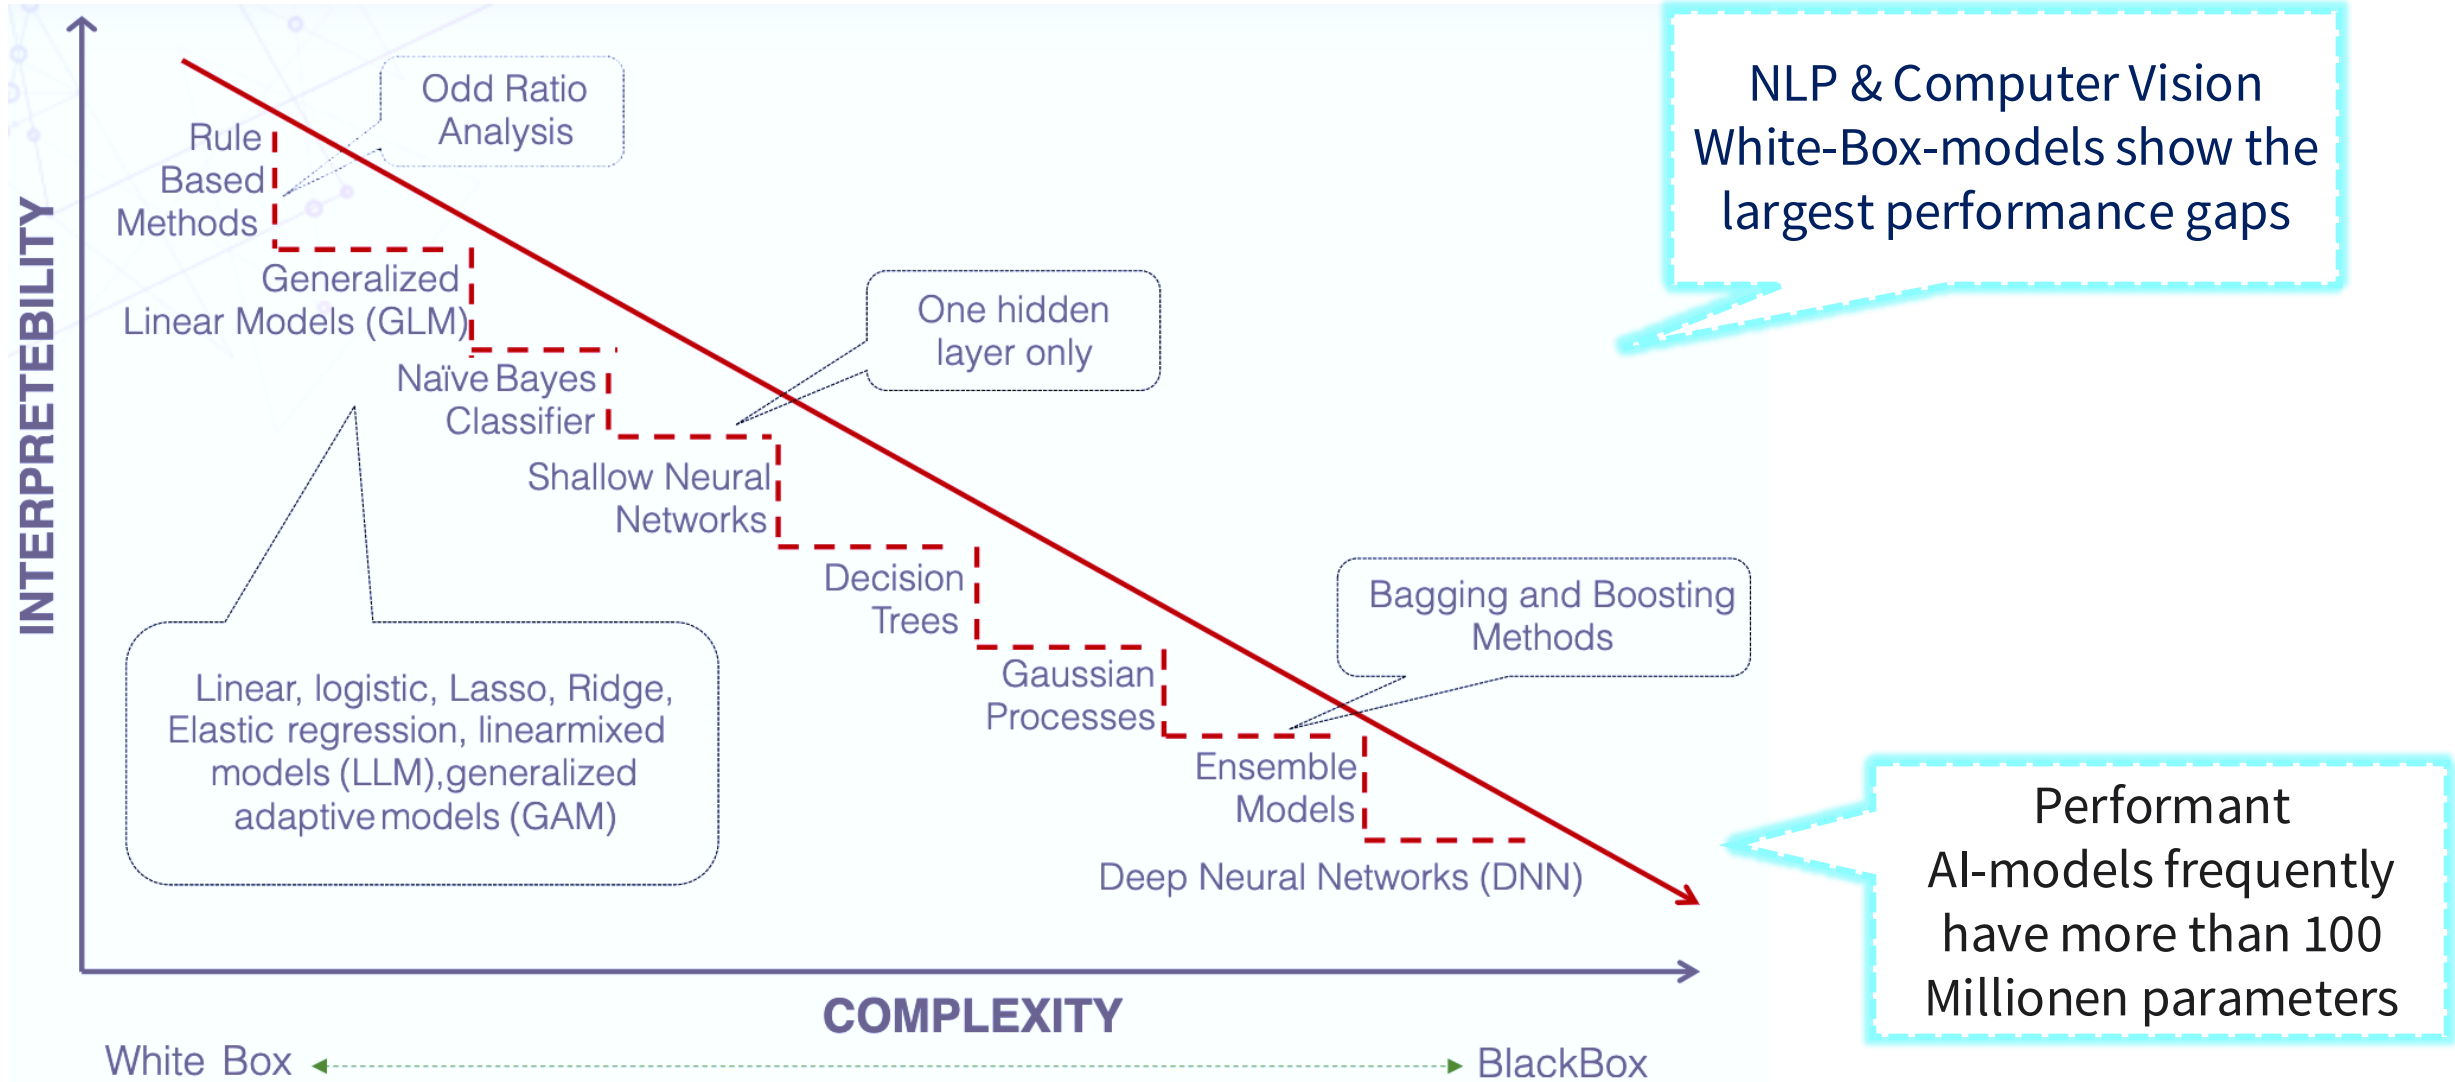 INTERPRETEBILITY
Odd Ratio
Analysis
Rule
Based
Methods
Generalized
Linear Models (GLM)
Naïve Bayes
Classifier
One hidden
layer only
Shallow Neural
Networks
Decision
Trees
Gaussian
Processes
Bagging and Boosting
Methods
Ensemble
Models
Deep Neural Networks (DNN)
Linear, logistic, Lasso, Ridge,
Elastic regression, linearmixed
models (LLM),generalized
adaptive models (GAM)
NLP & Computer Vision
White-Box-models show the
largest performance gaps
Performant
AI-models frequently
have more than 100
Millionen parameters
COMPLEXITY
White Box
BlackBox